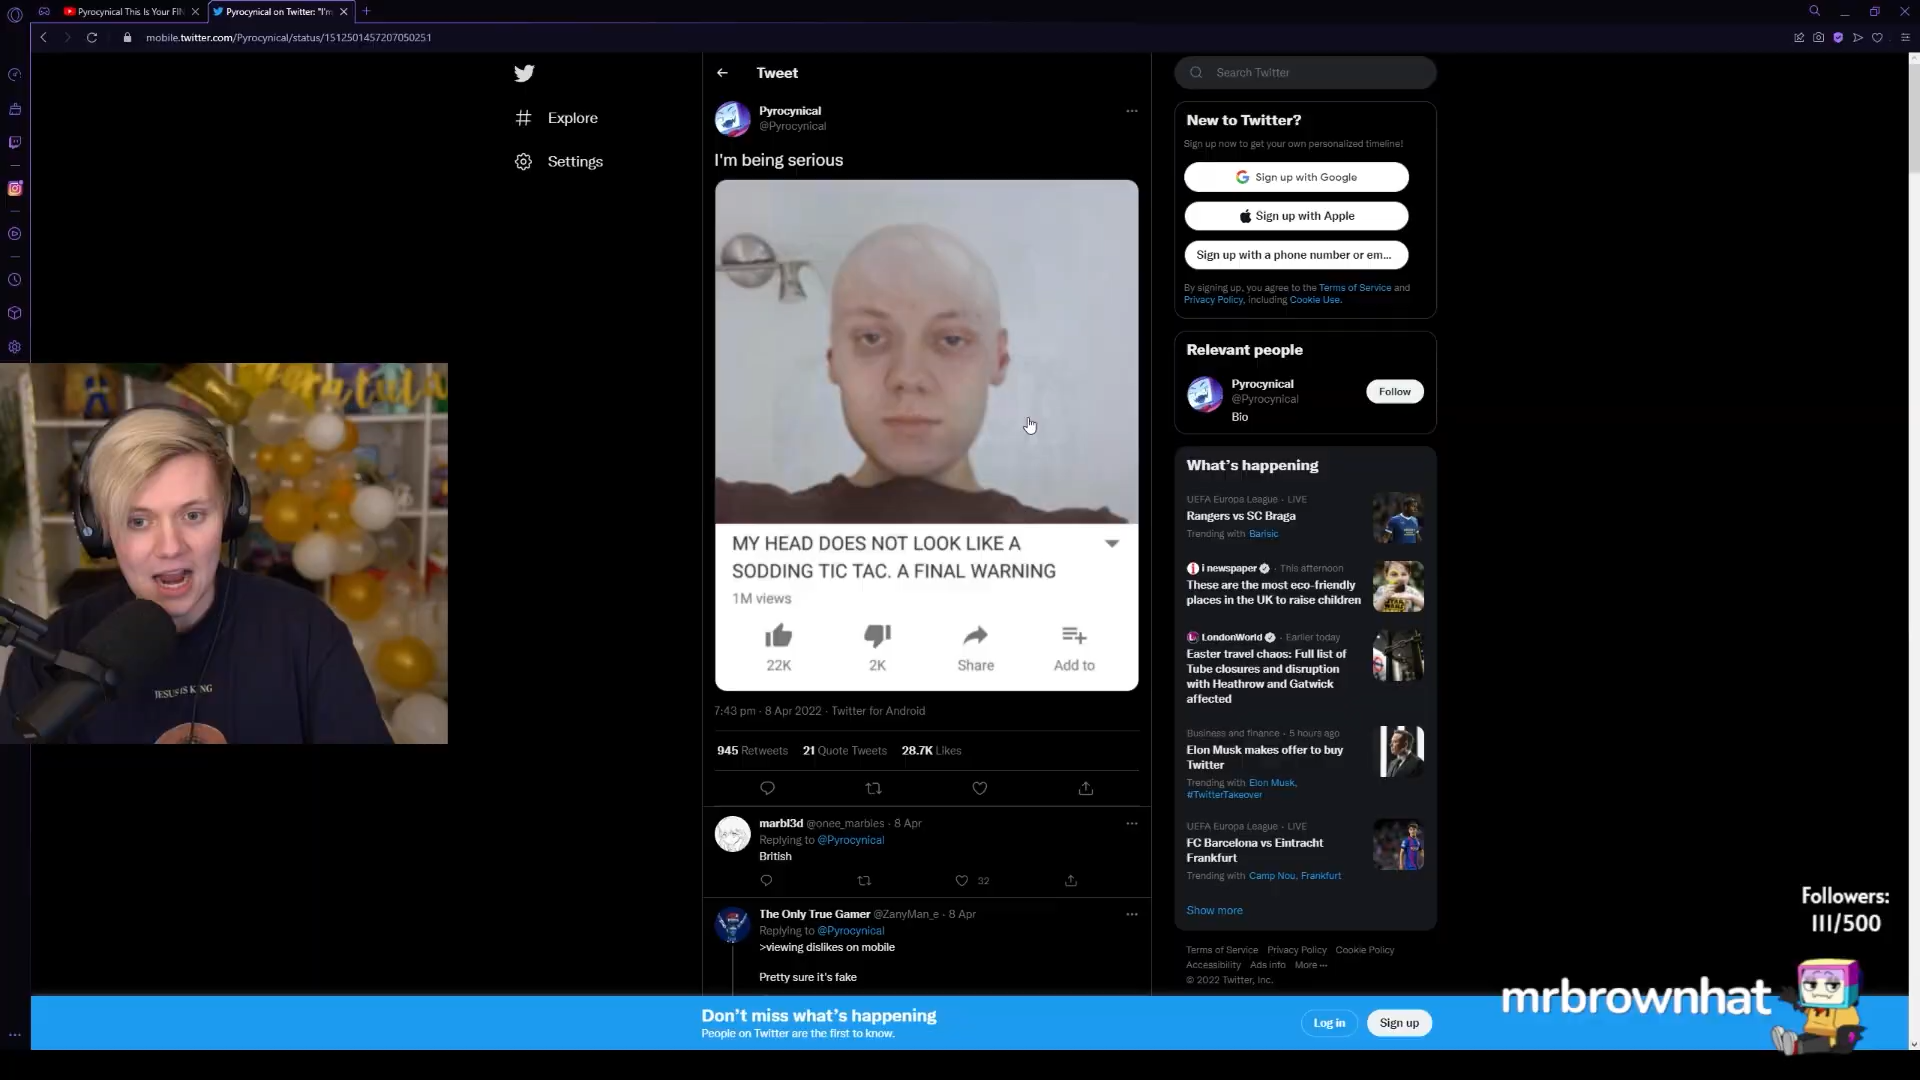 Pyrocynical This Is Your FIN
Pyrocynical on Twitter: "I'm
mobile.twitter.com/Pyrocynical/status/1512501457207050251
Explore
Settings
Tweet
Pyrocynical
@Pyrocynical
I'm being serious
MY HEAD DOES NOT LOOK LIKE A
SODDING TIC TAC. A FINAL WARNING
1M views
22K
2K
Share
Add to
7:43 pm · 8 Apr 2022 · Twitter for Android
945 Retweets 21 Quote Tweets 28.7K Likes
marbl3d @onee_marbles · 8 Apr
Replying to @Pyrocynical
British
32
The Only True Gamer @ZanyMan_e · 8 Apr
Replying to @Pyrocynical
>viewing dislikes on mobile
Pretty sure it's fake
Search Twitter
New to Twitter?
Sign up now to get your own personalized timeline!
Sign up with Google
Sign up with Apple
Sign up with a phone number or em...
By signing up, you agree to the Terms of Service and
Privacy Policy, including Cookie Use.
Relevant people
Pyrocynical
@Pyrocynical
Follow
Bio
What's happening
UEFA Europa League · LIVE
Rangers vs SC Braga
Trending with Barisic
i newspaper · This afternoon
These are the most eco-friendly
places in the UK to raise children
LondonWorld · Earlier today
Easter travel chaos: Full list of
Tube closures and disruption
with Heathrow and Gatwick
affected
Business and finance · 5 hours ago
Elon Musk makes offer to buy
Twitter
Trending with Elon Musk,
#TwitterTakeover
UEFA Europa League · LIVE
FC Barcelona vs Eintracht
Frankfurt
Trending with Camp Nou, Frankfurt
Show more
Terms of Service Privacy Policy Cookie Policy
Accessibility Ads info More ···
© 2022 Twitter, Inc.
Don't miss what's happening
People on Twitter are the first to know.
Log in
Sign up
JESUS IS KING
Followers:
111/500
mrbrownhat